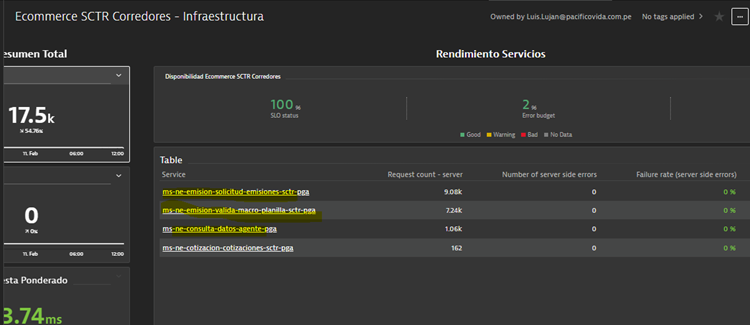 Ecommerce SCTR Corredores - Infraestructura
Owned by Luis.Lujan@pacificovida.com.pe
No tags applied
esumen Total
Rendimiento Servicios
17.5k
54.76%
11. Feb 06:00 12:00
0
0%
11. Feb 06:00 12:00
esta Ponderado
3.74ms
Disponibilidad Ecommerce SCTR Corredores
100 %
SLO status
2 %
Error budget
Good Warning Bad No Data
Table
Service Request count - server Number of server side errors Failure rate (server side errors)
ms-ne-emision-solicitud-emisiones-sctr-pga 9.08k 0 0 %
ms-ne-emision-valida-macro-planilla-sctr-pga 7.24k 0 0 %
ms-ne-consulta-datos-agente-pga 1.06k 0 0 %
ms-ne-cotizacion-cotizaciones-sctr-pga 162 0 0 %